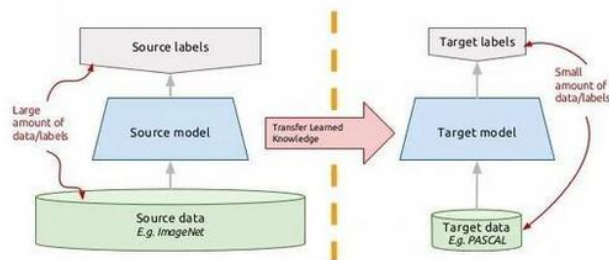 Source labels
Large
amount of
data/labels
Source model
Source data
E.g. ImageNet
Transfer Learned
Knowledge
Target labels
Small
amount of
data/labels
Target model
Target data
E.g. PASCAL